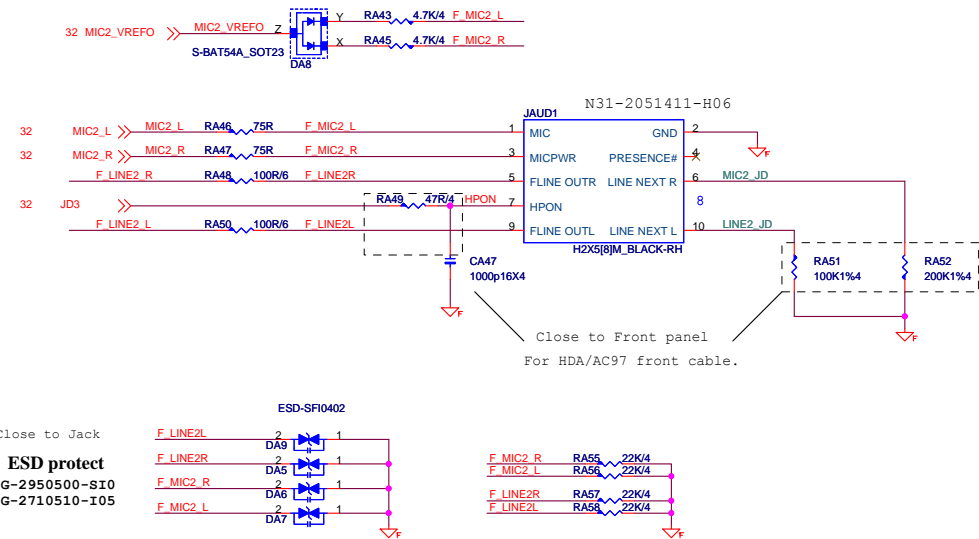 Y RA43 4.7K/4 F_MIC2_L
32 MIC2_VREFO MIC2_VREFO Z
X RA45 4.7K/4 F_MIC2_R
S-BAT54A_SOT23
DA8
N31-2051411-H06
JAUD1
32 MIC2_L MIC2_L RA46 75R F_MIC2_L 1 MIC GND 2
F
32 MIC2_R MIC2_R RA47 75R F_MIC2_R 3 MICPWR PRESENCE# 4
F_LINE2_R RA48 100R/6 F_LINE2R 5 FLINE OUTR LINE NEXT R 6 MIC2_JD
32 JD3 RA49 47R/4 HPON 7 HPON 8
F_LINE2_L RA50 100R/6 F_LINE2L 9 FLINE OUTL LINE NEXT L 10 LINE2_JD
H2X5[8]M_BLACK-RH
CA47
1000p16X4
RA51
100K1%4
RA52
200K1%4
F
F
Close to Front panel
For HDA/AC97 front cable.
ESD-SFI0402
Close to Jack
ESD protect
G-2950500-SI0
G-2710510-I05
F_LINE2L 2 1
DA9
F_LINE2R 2 1
DA5
F_MIC2_R 2 1
DA6
F_MIC2_L 2 1
DA7
F
F_MIC2_R RA55 22K/4
F_MIC2_L RA56 22K/4
F_LINE2R RA57 22K/4
F_LINE2L RA58 22K/4
F